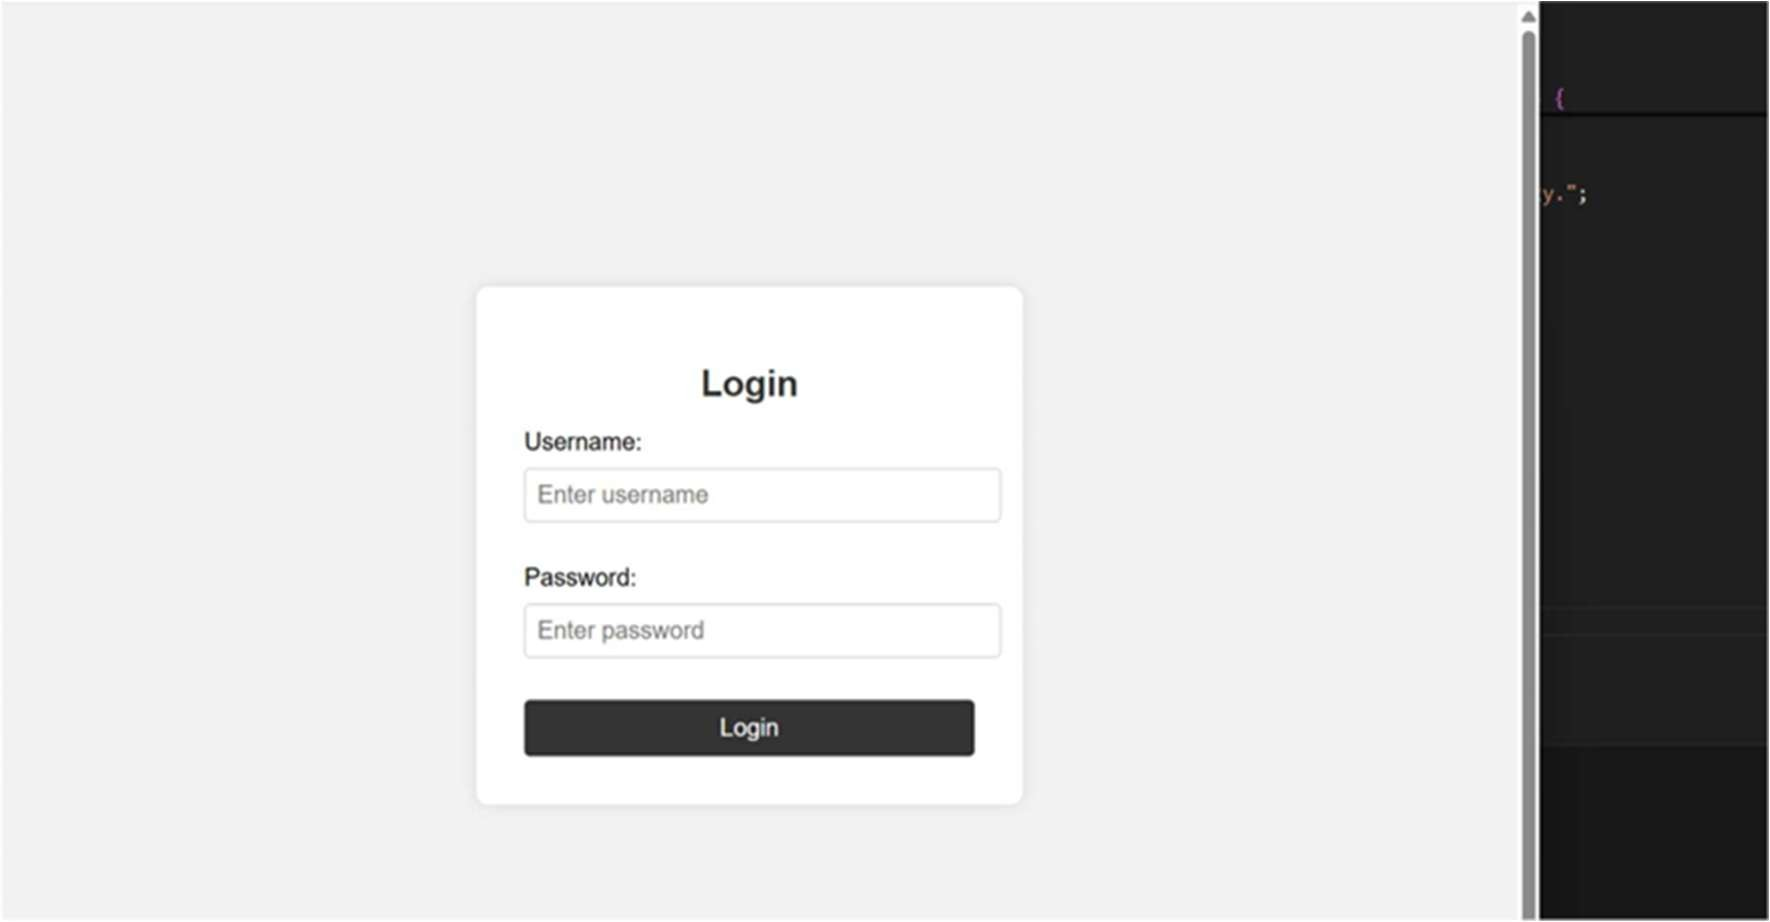 Login
Username:
Enter username
Password:
Enter password
Login
{
y.";